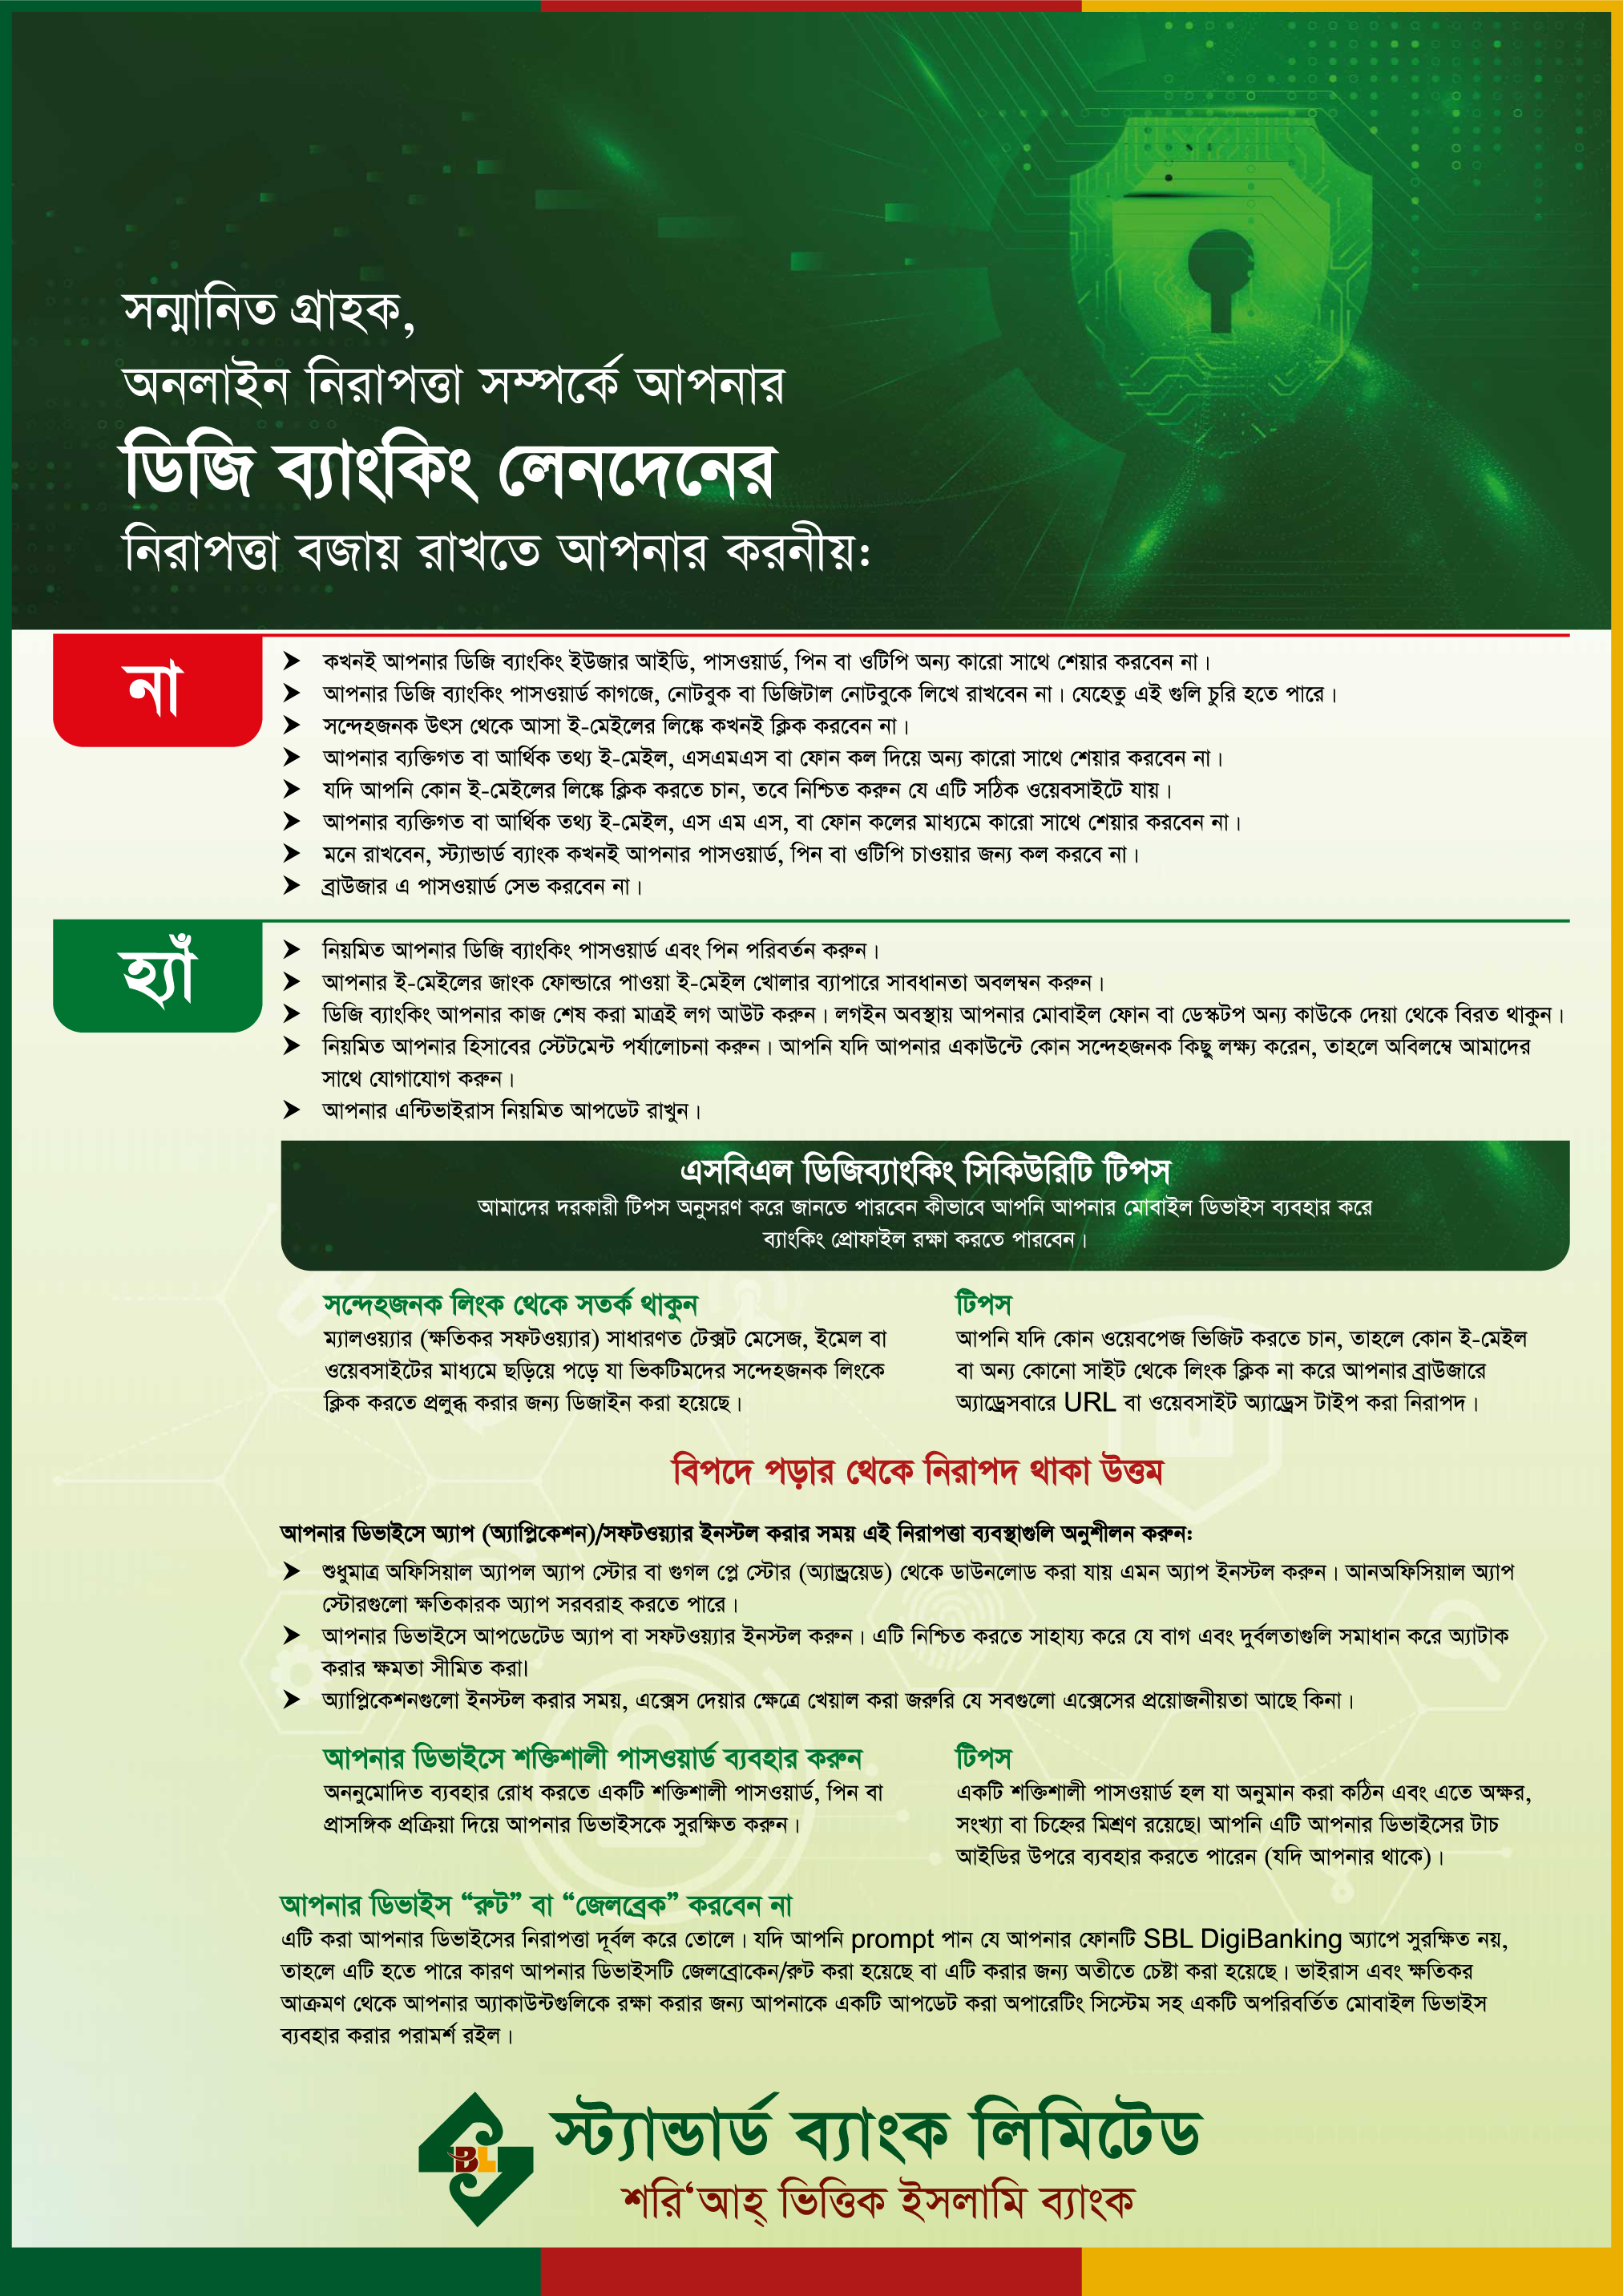 সন্মানিত গ্রাহক,
অনলাইন নিরাপত্তা সম্পর্কে আপনার
ডিজি ব্যাংকিং লেনদেনের
নিরাপত্তা বজায় রাখতে আপনার করনীয়:
না
➤ কখনই আপনার ডিজি ব্যাংকিং ইউজার আইডি, পাসওয়ার্ড, পিন বা ওটিপি অন্য কারো সাথে শেয়ার করবেন না।
➤ আপনার ডিজি ব্যাংকিং পাসওয়ার্ড কাগজে, নোটবুক বা ডিজিটাল নোটবুকে লিখে রাখবেন না। যেহেতু এই গুলি চুরি হতে পারে।
➤ সন্দেহজনক উৎস থেকে আসা ই-মেইলের লিঙ্কে কখনই ক্লিক করবেন না।
➤ আপনার ব্যক্তিগত বা আর্থিক তথ্য ই-মেইল, এসএমএস বা ফোন কল দিয়ে অন্য কারো সাথে শেয়ার করবেন না।
➤ যদি আপনি কোন ই-মেইলের লিঙ্কে ক্লিক করতে চান, তবে নিশ্চিত করুন যে এটি সঠিক ওয়েবসাইটে যায়।
➤ আপনার ব্যক্তিগত বা আর্থিক তথ্য ই-মেইল, এস এম এস, বা ফোন কলের মাধ্যমে কারো সাথে শেয়ার করবেন না।
➤ মনে রাখবেন, স্ট্যান্ডার্ড ব্যাংক কখনই আপনার পাসওয়ার্ড, পিন বা ওটিপি চাওয়ার জন্য কল করবে না।
➤ ব্রাউজার এ পাসওয়ার্ড সেভ করবেন না।
হ্যাঁ
➤ নিয়মিত আপনার ডিজি ব্যাংকিং পাসওয়ার্ড এবং পিন পরিবর্তন করুন।
➤ আপনার ই-মেইলের জাংক ফোল্ডারে পাওয়া ই-মেইল খোলার ব্যাপারে সাবধানতা অবলম্বন করুন।
➤ ডিজি ব্যাংকিং আপনার কাজ শেষ করা মাত্রই লগ আউট করুন। লগইন অবস্থায় আপনার মোবাইল ফোন বা ডেস্কটপ অন্য কাউকে দেয়া থেকে বিরত থাকুন।
➤ নিয়মিত আপনার হিসাবের স্টেটমেন্ট পর্যালোচনা করুন। আপনি যদি আপনার একাউন্টে কোন সন্দেহজনক কিছু লক্ষ্য করেন, তাহলে অবিলম্বে আমাদের
সাথে যোগাযোগ করুন।
➤ আপনার এন্টিভাইরাস নিয়মিত আপডেট রাখুন।
এসবিএল ডিজিব্যাংকিং সিকিউরিটি টিপস
আমাদের দরকারী টিপস অনুসরণ করে জানতে পারবেন কীভাবে আপনি আপনার মোবাইল ডিভাইস ব্যবহার করে
ব্যাংকিং প্রোফাইল রক্ষা করতে পারবেন।
সন্দেহজনক লিংক থেকে সতর্ক থাকুন
ম্যালওয়্যার (ক্ষতিকর সফটওয়্যার) সাধারণত টেক্সট মেসেজ, ইমেল বা
ওয়েবসাইটের মাধ্যমে ছড়িয়ে পড়ে যা ভিকটিমদের সন্দেহজনক লিংকে
ক্লিক করতে প্রলুব্ধ করার জন্য ডিজাইন করা হয়েছে।
টিপস
আপনি যদি কোন ওয়েবপেজ ভিজিট করতে চান, তাহলে কোন ই-মেইল
বা অন্য কোনো সাইট থেকে লিংক ক্লিক না করে আপনার ব্রাউজারে
অ্যাড্রেসবারে URL বা ওয়েবসাইট অ্যাড্রেস টাইপ করা নিরাপদ।
বিপদে পড়ার থেকে নিরাপদ থাকা উত্তম
আপনার ডিভাইসে অ্যাপ (অ্যাপ্লিকেশন)/সফটওয়্যার ইনস্টল করার সময় এই নিরাপত্তা ব্যবস্থাগুলি অনুশীলন করুন:
➤ শুধুমাত্র অফিসিয়াল অ্যাপল অ্যাপ স্টোর বা গুগল প্লে স্টোর (অ্যান্ড্রয়েড) থেকে ডাউনলোড করা যায় এমন অ্যাপ ইনস্টল করুন। আনঅফিসিয়াল অ্যাপ
স্টোরগুলো ক্ষতিকারক অ্যাপ সরবরাহ করতে পারে।
➤ আপনার ডিভাইসে আপডেটেড অ্যাপ বা সফটওয়্যার ইনস্টল করুন। এটি নিশ্চিত করতে সাহায্য করে যে বাগ এবং দুর্বলতাগুলি সমাধান করে অ্যাটাক
করার ক্ষমতা সীমিত করা।
➤ অ্যাপ্লিকেশনগুলো ইনস্টল করার সময়, এক্সেস দেয়ার ক্ষেত্রে খেয়াল করা জরুরি যে সবগুলো এক্সেসের প্রয়োজনীয়তা আছে কিনা।
আপনার ডিভাইসে শক্তিশালী পাসওয়ার্ড ব্যবহার করুন
অননুমোদিত ব্যবহার রোধ করতে একটি শক্তিশালী পাসওয়ার্ড, পিন বা
প্রাসঙ্গিক প্রক্রিয়া দিয়ে আপনার ডিভাইসকে সুরক্ষিত করুন।
টিপস
একটি শক্তিশালী পাসওয়ার্ড হল যা অনুমান করা কঠিন এবং এতে অক্ষর,
সংখ্যা বা চিহ্নের মিশ্রণ রয়েছে। আপনি এটি আপনার ডিভাইসের টাচ
আইডির উপরে ব্যবহার করতে পারেন (যদি আপনার থাকে)।
আপনার ডিভাইস “রুট” বা “জেলব্রেক” করবেন না
এটি করা আপনার ডিভাইসের নিরাপত্তা দূর্বল করে তোলে। যদি আপনি prompt পান যে আপনার ফোনটি SBL DigiBanking অ্যাপে সুরক্ষিত নয়,
তাহলে এটি হতে পারে কারণ আপনার ডিভাইসটি জেলব্রোকেন/রুট করা হয়েছে বা এটি করার জন্য অতীতে চেষ্টা করা হয়েছে। ভাইরাস এবং ক্ষতিকর
আক্রমণ থেকে আপনার অ্যাকাউন্টগুলিকে রক্ষা করার জন্য আপনাকে একটি আপডেট করা অপারেটিং সিস্টেম সহ একটি অপরিবর্তিত মোবাইল ডিভাইস
ব্যবহার করার পরামর্শ রইল।
BL
স্ট্যান্ডার্ড ব্যাংক লিমিটেড
শরি‘আহ্ ভিত্তিক ইসলামি ব্যাংক